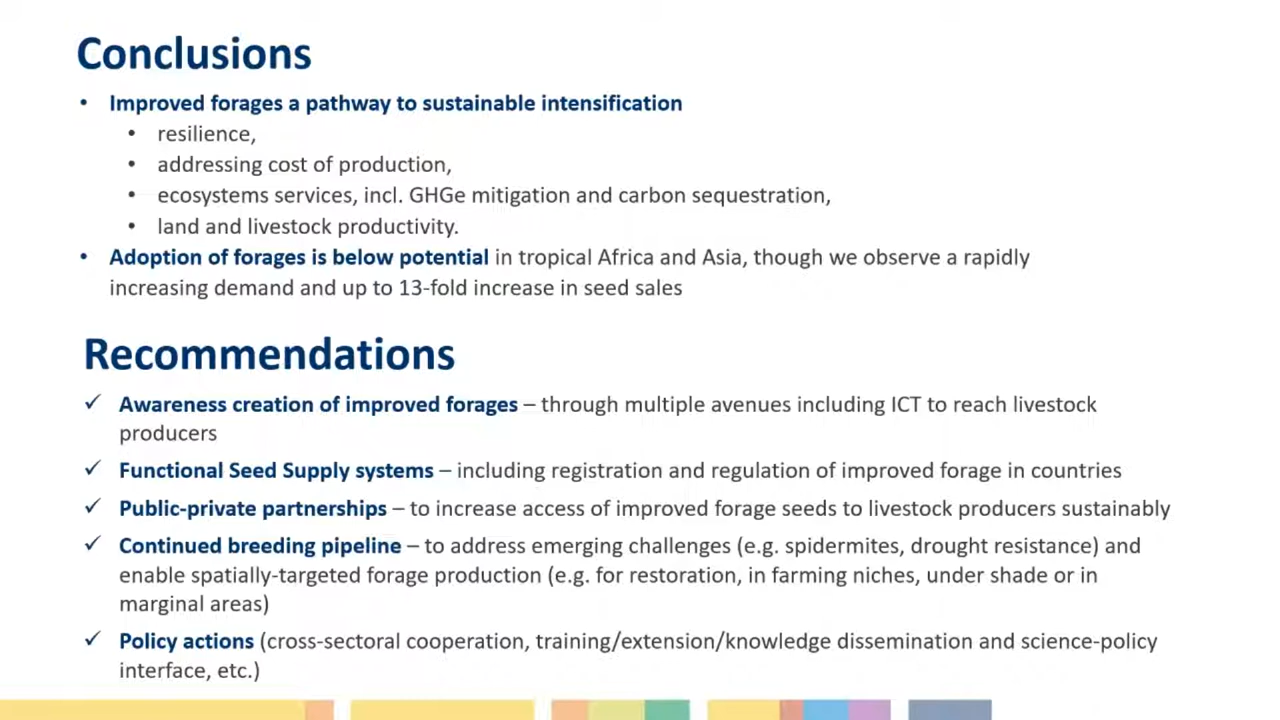 Conclusions
• Improved forages a pathway to sustainable intensification
• resilience,
• addressing cost of production,
• ecosystems services, incl. GHGe mitigation and carbon sequestration,
• land and livestock productivity.
• Adoption of forages is below potential in tropical Africa and Asia, though we observe a rapidly
increasing demand and up to 13-fold increase in seed sales
Recommendations
✓ Awareness creation of improved forages – through multiple avenues including ICT to reach livestock
producers
✓ Functional Seed Supply systems – including registration and regulation of improved forage in countries
✓ Public-private partnerships – to increase access of improved forage seeds to livestock producers sustainably
✓ Continued breeding pipeline – to address emerging challenges (e.g. spidermites, drought resistance) and
enable spatially-targeted forage production (e.g. for restoration, in farming niches, under shade or in
marginal areas)
✓ Policy actions (cross-sectoral cooperation, training/extension/knowledge dissemination and science-policy
interface, etc.)